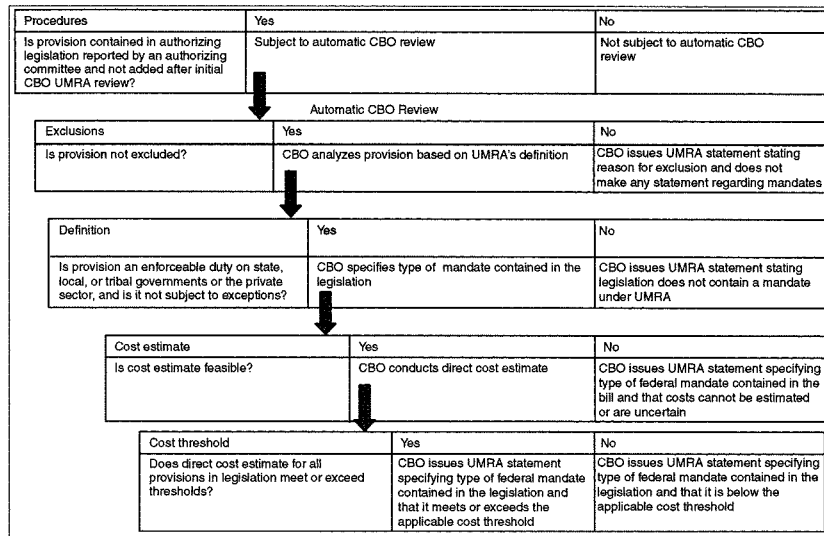 Procedures Yes No
Is provision contained in authorizing Subject to automatic CBO review Not subject to automatic CBO
legislation reported by an authorizing review
committee and not added after initial
CBO UMRA review?
Automatic CBO Review
Exclusions Yes No
Is provision not excluded? CBO analyzes provision based on UMRA's definition CBO issues UMRA statement stating
reason for exclusion and does not
make any statement regarding mandates
Definition Yes No
Is provision an enforceable duty on state, CBO specifies type of mandate contained in the CBO issues UMRA statement stating
local, or tribal governments or the private legislation legislation does not contain a mandate
sector, and is it not subject to exceptions? under UMRA
Cost estimate Yes No
Is cost estimate feasible? CBO conducts direct cost estimate CBO issues UMRA statement specifying
type of federal mandate contained in the
bill and that costs cannot be estimated
or are uncertain
Cost threshold Yes No
Does direct cost estimate for all CBO issues UMRA statement CBO issues UMRA statement specifying
provisions in legislation meet or exceed specifying type of federal mandate type of federal mandate contained in the
thresholds? contained in the legislation and legislation and that it is below the
that it meets or exceeds the applicable cost threshold
applicable cost threshold